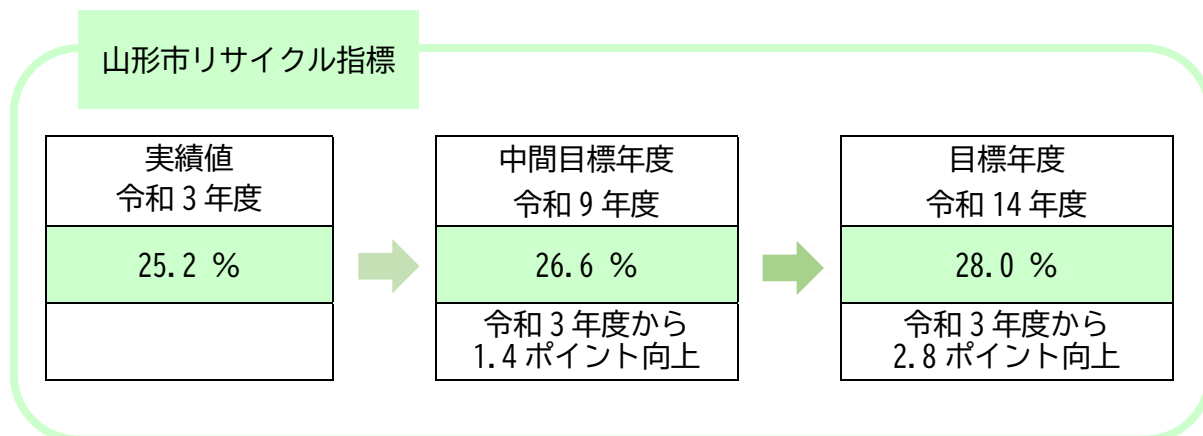 山形市リサイクル指標
実績値
令和3年度
25.2 %
中間目標年度
令和9年度
26.6 %
令和3年度から
1.4ポイント向上
目標年度
令和14年度
28.0 %
令和3年度から
2.8ポイント向上